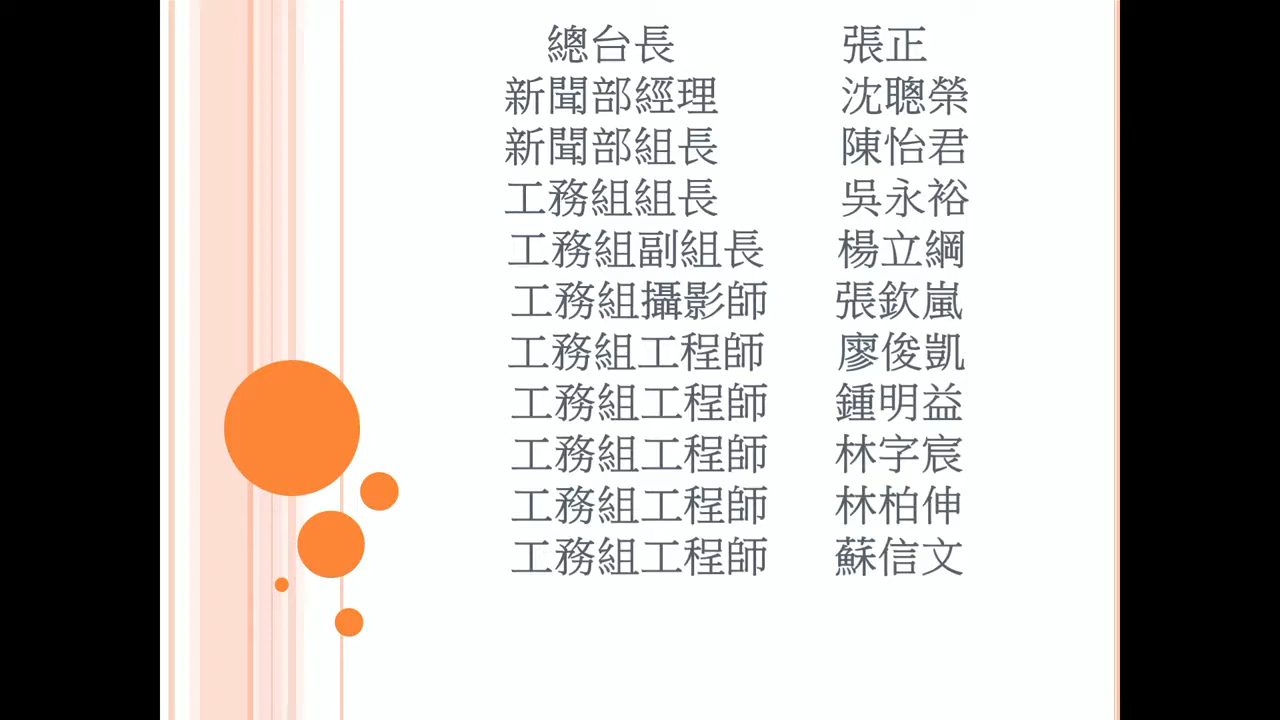 總台長 張正
新聞部經理 沈聰榮
新聞部組長 陳怡君
工務組組長 吳永裕
工務組副組長 楊立綱
工務組攝影師 張欽嵐
工務組工程師 廖俊凱
工務組工程師 鍾明益
工務組工程師 林字宸
工務組工程師 林柏伸
工務組工程師 蘇信文